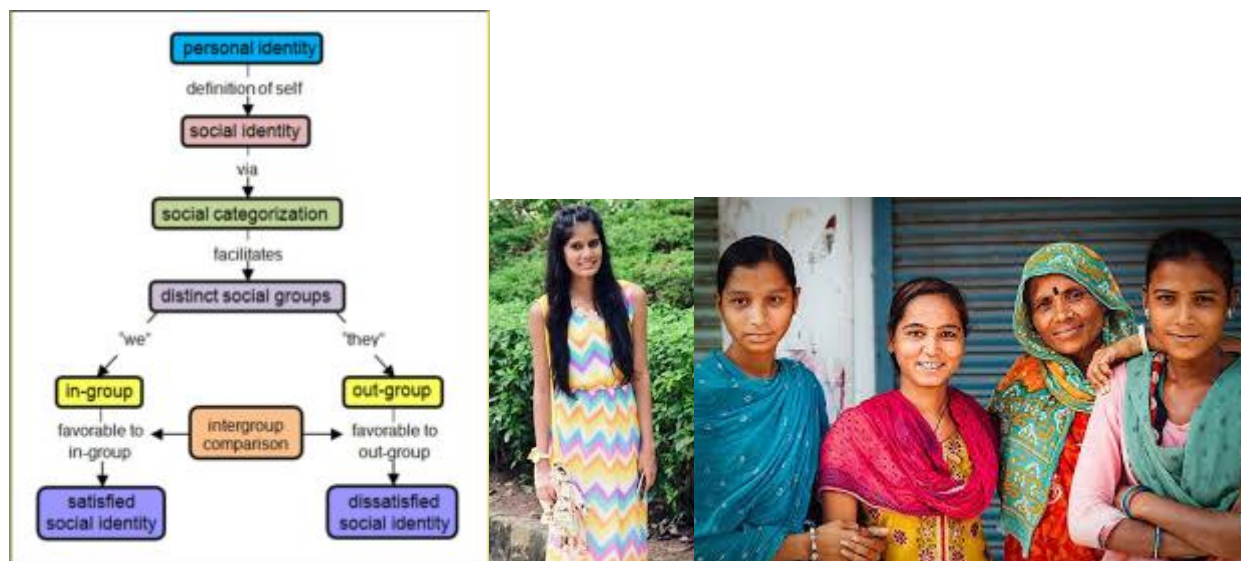 personal identity
definition of self
social identity
via
social categorization
facilitates
distinct social groups
"we"
"they"
in-group
out-group
favorable to
in-group
intergroup
comparison
favorable to
out-group
satisfied
social identity
dissatisfied
social identity